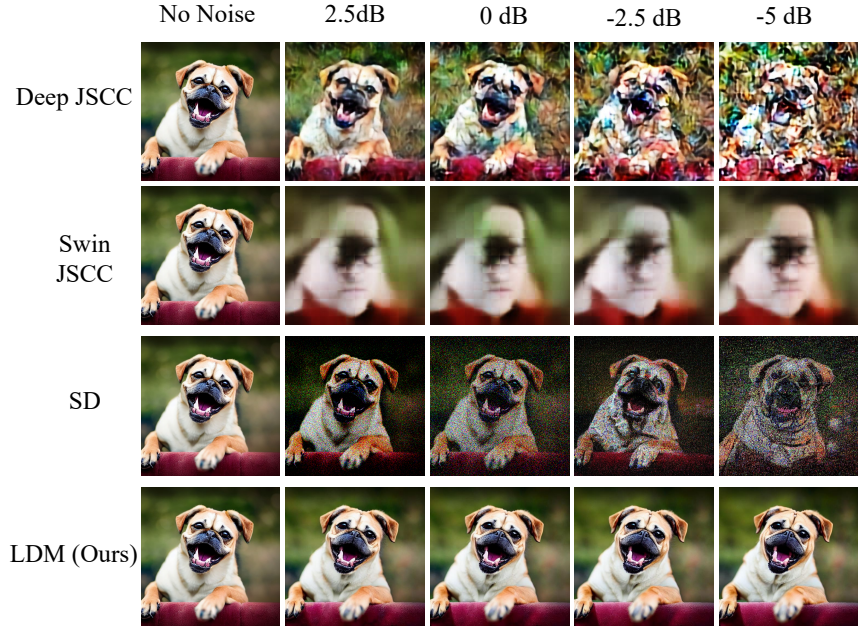 No Noise 2.5dB 0 dB -2.5 dB -5 dB
Deep JSCC
Swin
JSCC
SD
LDM (Ours)